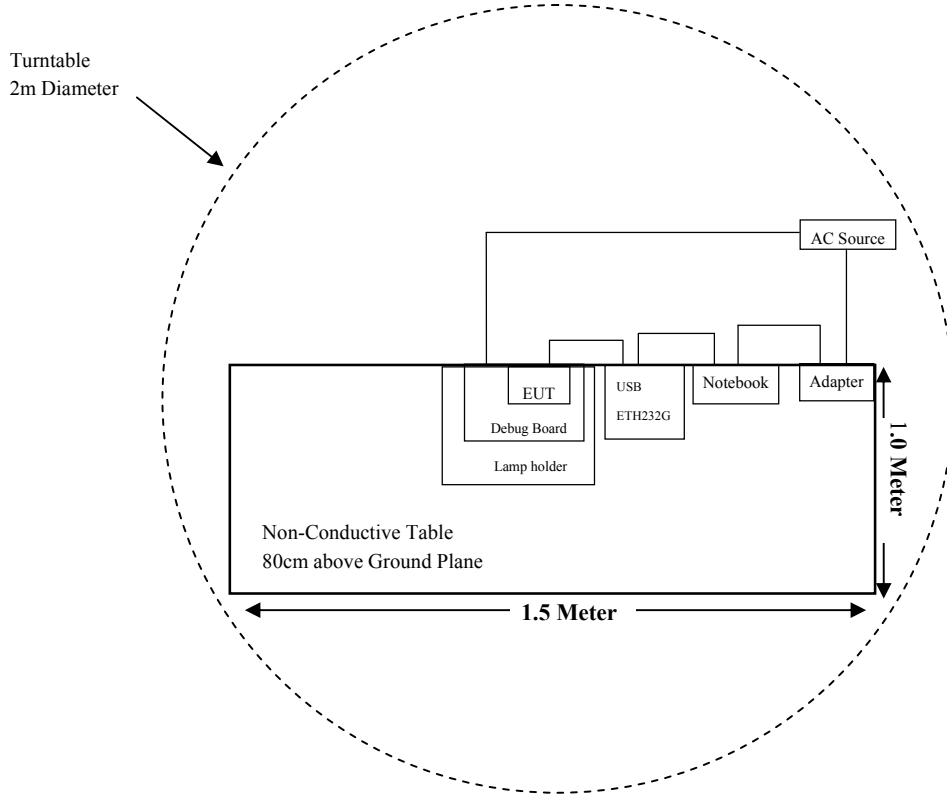 Turntable
2m Diameter
AC Source
EUT
Debug Board
Lamp holder
USB
ETH232G
Notebook
Adapter
1.0 Meter
Non-Conductive Table
80cm above Ground Plane
1.5 Meter